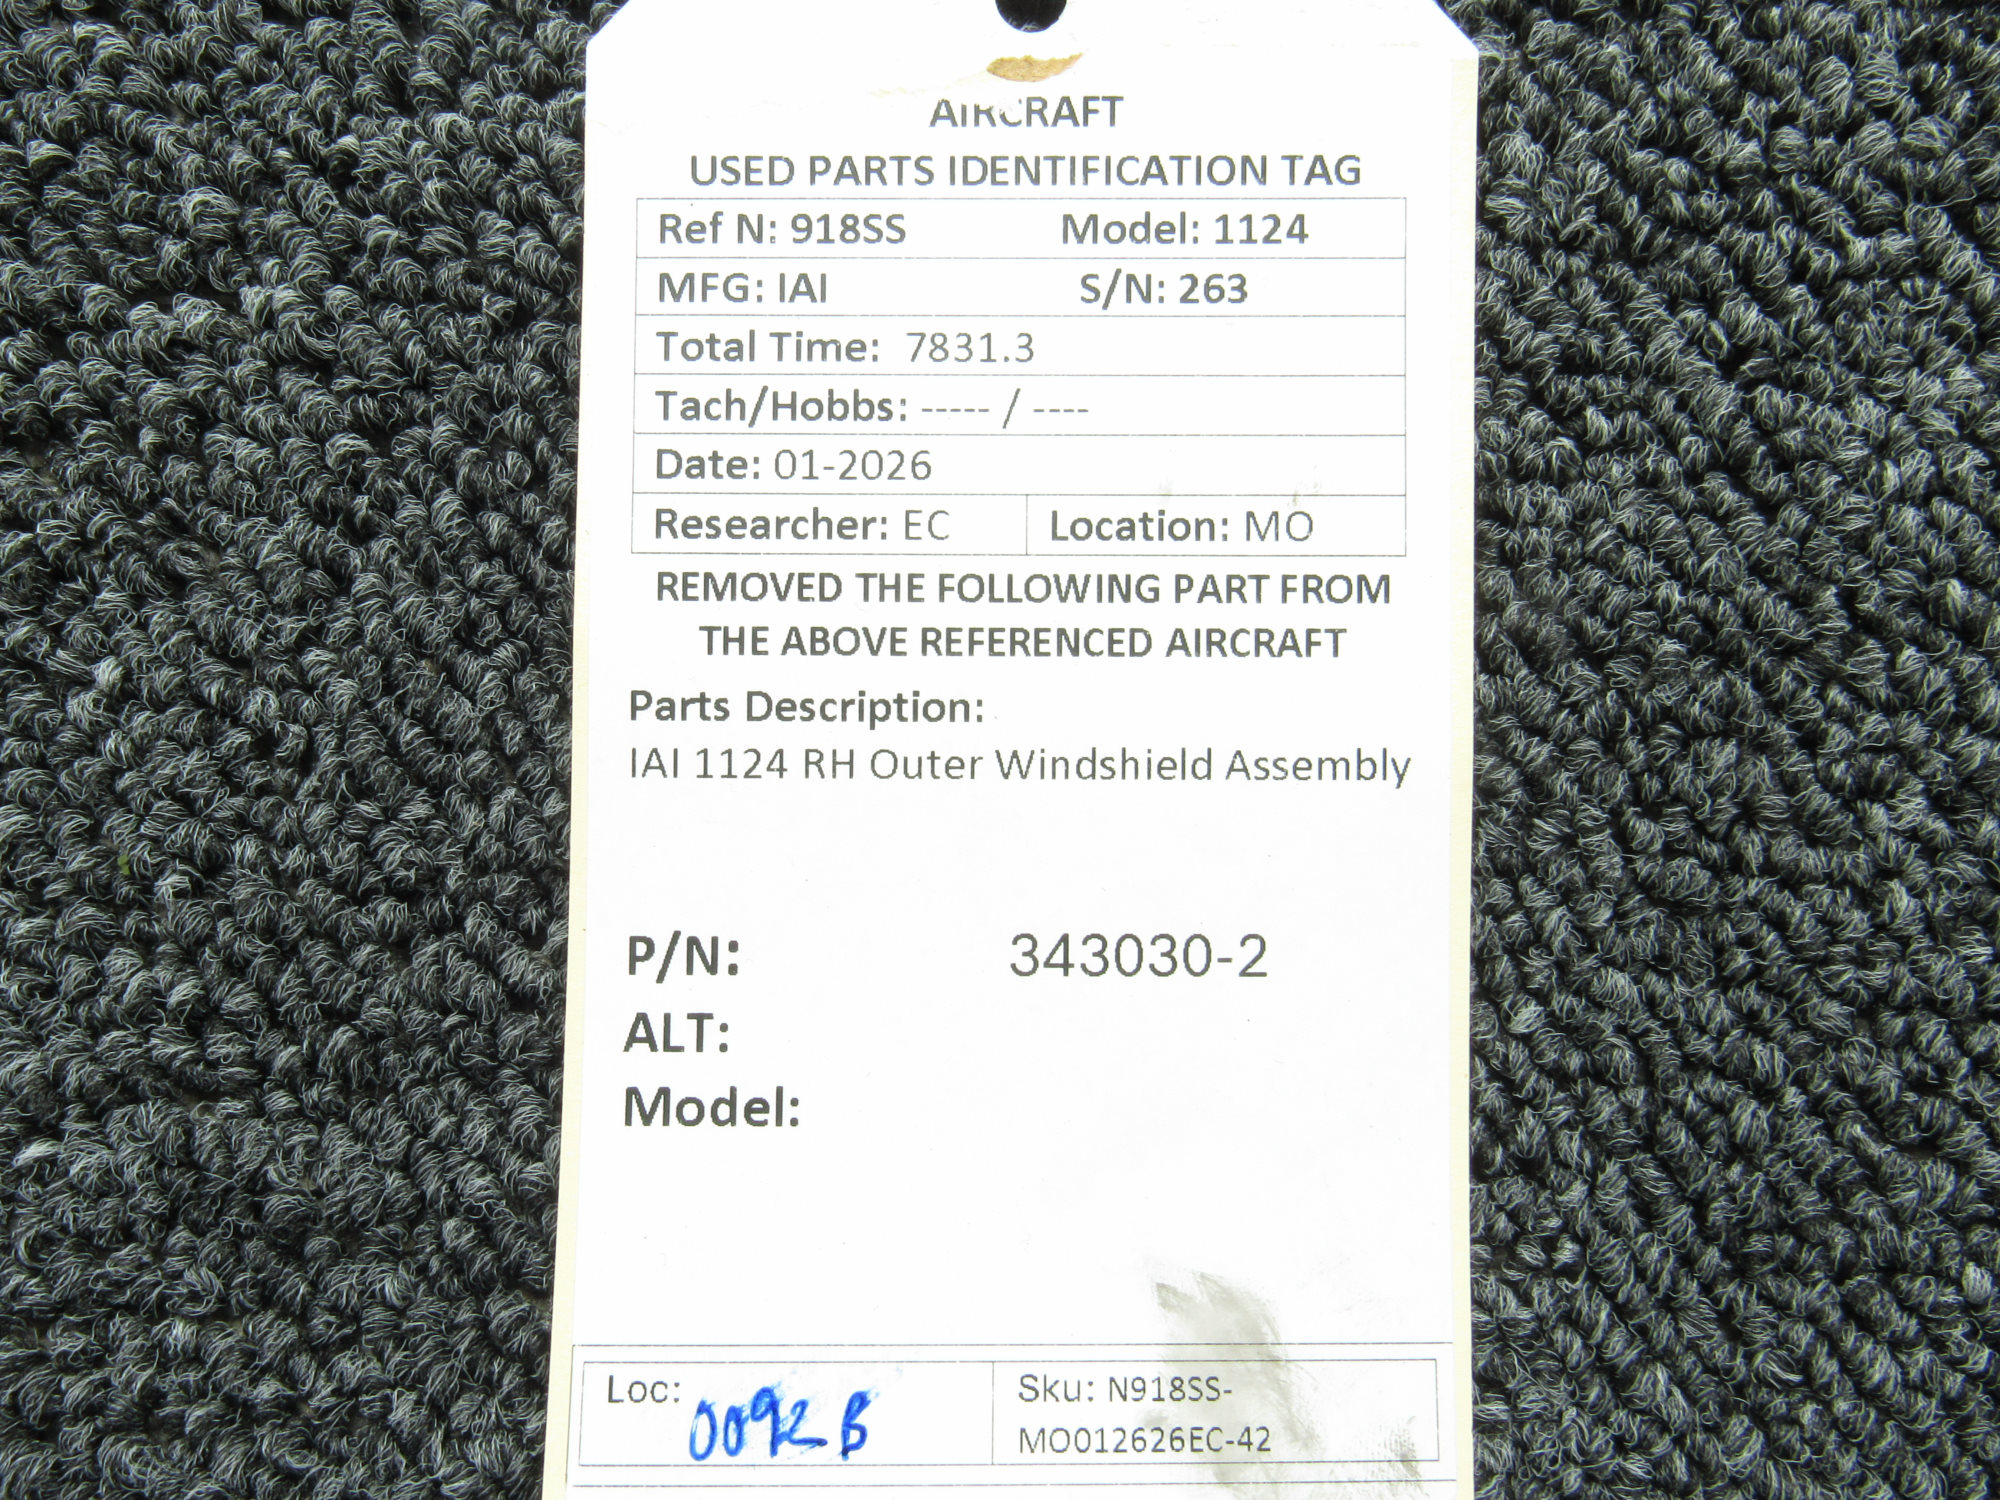 AIRCRAFT
USED PARTS IDENTIFICATION TAG
Ref N: 918SS Model: 1124
MFG: IAI S/N: 263
Total Time: 7831.3
Tach/Hobbs: ----- / ----
Date: 01-2026
Researcher: EC Location: MO
REMOVED THE FOLLOWING PART FROM
THE ABOVE REFERENCED AIRCRAFT
Parts Description:
IAI 1124 RH Outer Windshield Assembly
P/N: 343030-2
ALT:
Model:
Loc:
Sku: N918SS-
MO012626EC-42